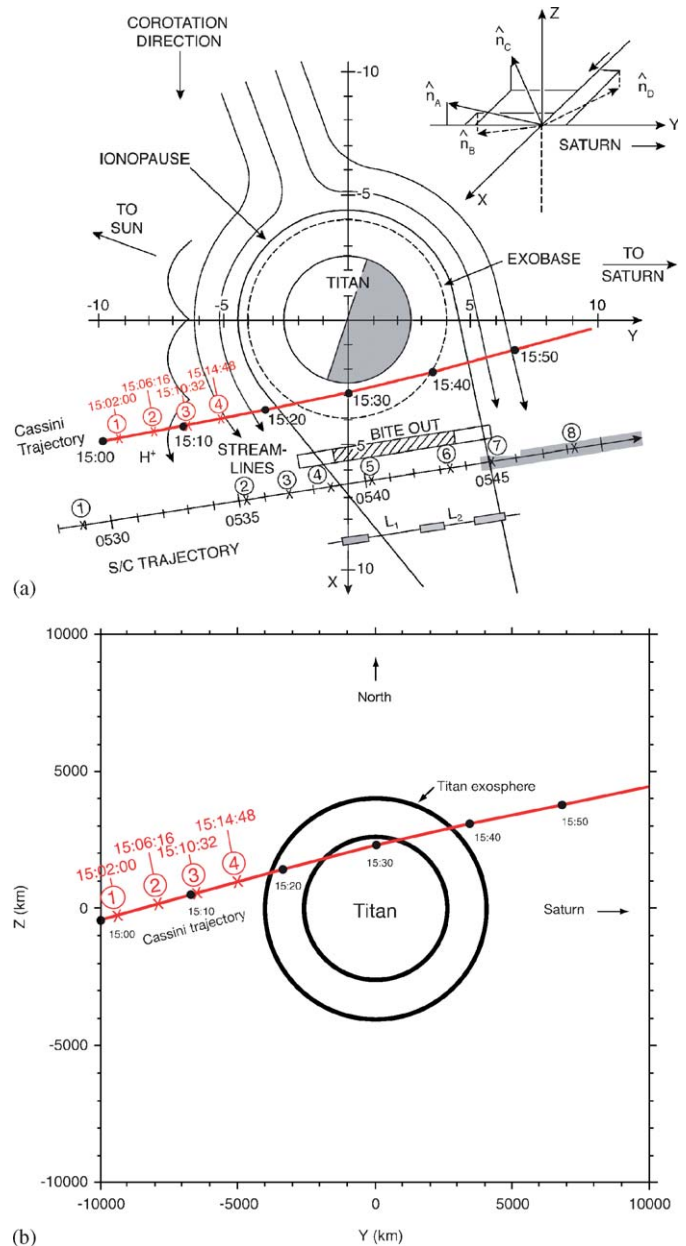 COROTATION
DIRECTION
Z
n̂C
n̂A
n̂D
n̂B
Y
SATURN
X
-10
IONOPAUSE
-5
TO
SUN
EXOBASE
TO
SATURN
TITAN
-10
-5
5
10
Y
15:50
15:14:48
15:06:16
15:10:32
15:02:00
15:40
15:30
15:20
4
3
2
1
15:10
Cassini
Trajectory
15:00
H+
STREAM-
LINES
BITE OUT
5
8
7
6
5
4
3
2
1
0545
0540
0535
0530
S/C TRAJECTORY
L1
L2
10
X
(a)
10000
North
5000
Titan exosphere
15:14:48
15:06:16
15:10:32
15:02:00
15:50
15:40
15:30
15:20
4
3
2
1
15:10
15:00
Cassini trajectory
Z (km)
0
Titan
Saturn
-5000
-10000
-10000
-5000
0
5000
10000
Y (km)
(b)